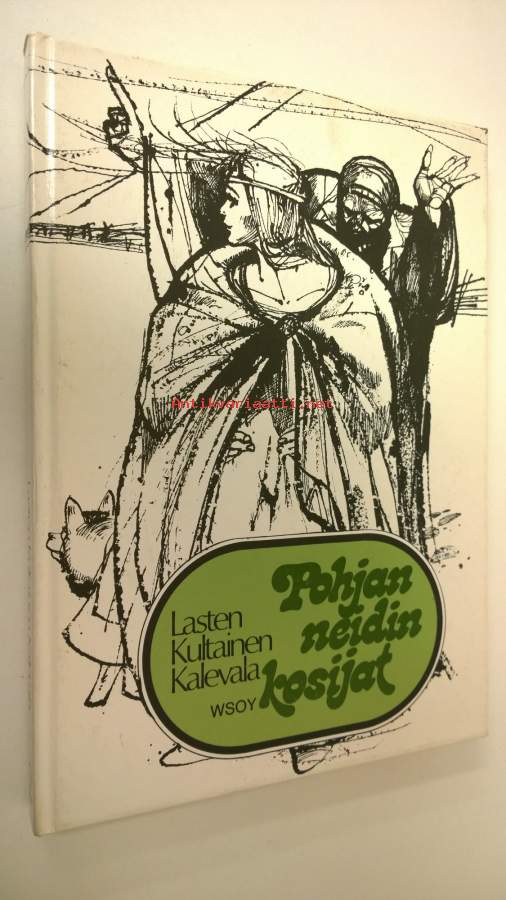 Antikvariaatti.net
Lasten
Kultainen
Kalevala
Pohjan
neidin
kosijat
WSOY